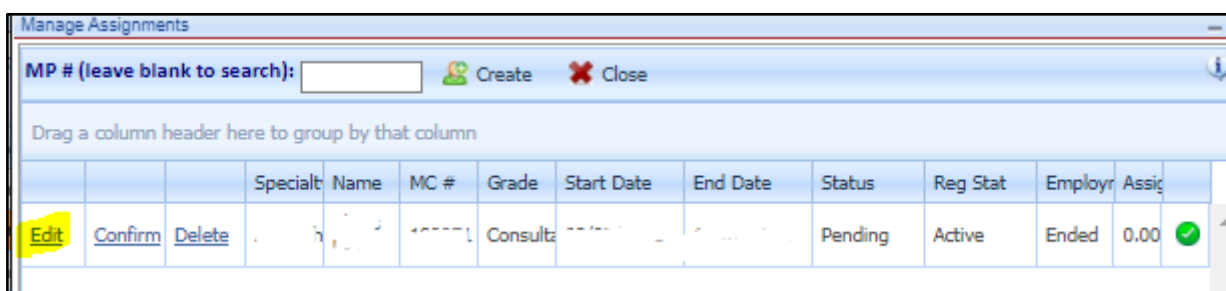 Manage Assignments
MP # (leave blank to search): Create Close
Drag a column header here to group by that column
Specialt Name MC # Grade Start Date End Date Status Reg Stat Employr Assig
Edit Confirm Delete Consulta Pending Active Ended 0.00